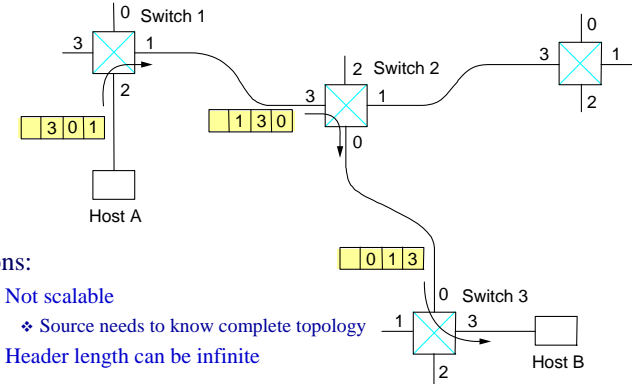 0 Switch 1
3 1
2
3 0 1
Host A
2 Switch 2
3 1
0
1 3 0
0
3 1
2
0 1 3
0 Switch 3
1 3
2
Host B
ons:
Not scalable
❖ Source needs to know complete topology
Header length can be infinite